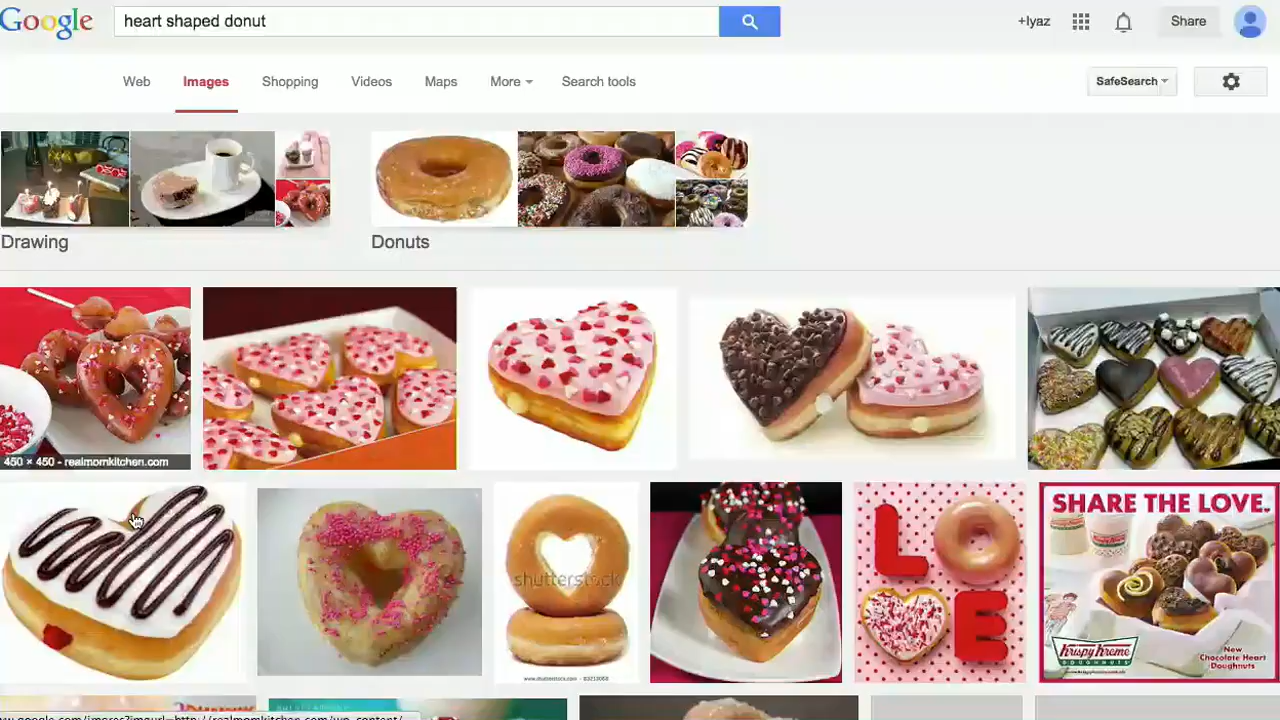 Google
heart shaped donut
+Iyaz
Share
Web
Images
Shopping
Videos
Maps
More
Search tools
SafeSearch
Drawing
Donuts
450 × 450 - realmomkitchen.com
shutterstock
SHARE THE LOVE.
L
VE
Krispy Kreme
DOUGHNUTS
New
Chocolate Heart
Doughnuts